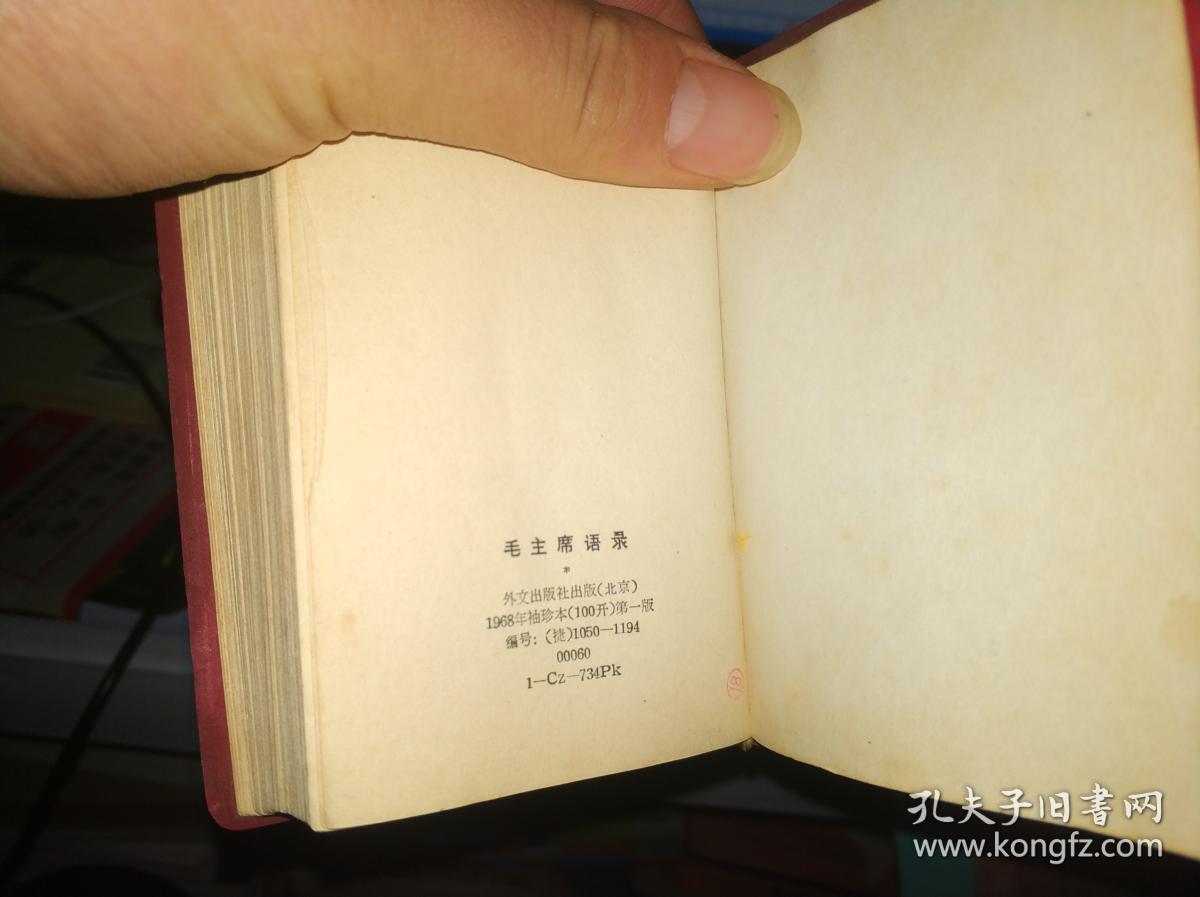 毛主席语录
*
外文出版社出版(北京)
1968年袖珍本(100开)第一版
编号:(捷)1050—1194
00060
1—Cz—734Pk
18
孔夫子旧书网
www.kongfz.com